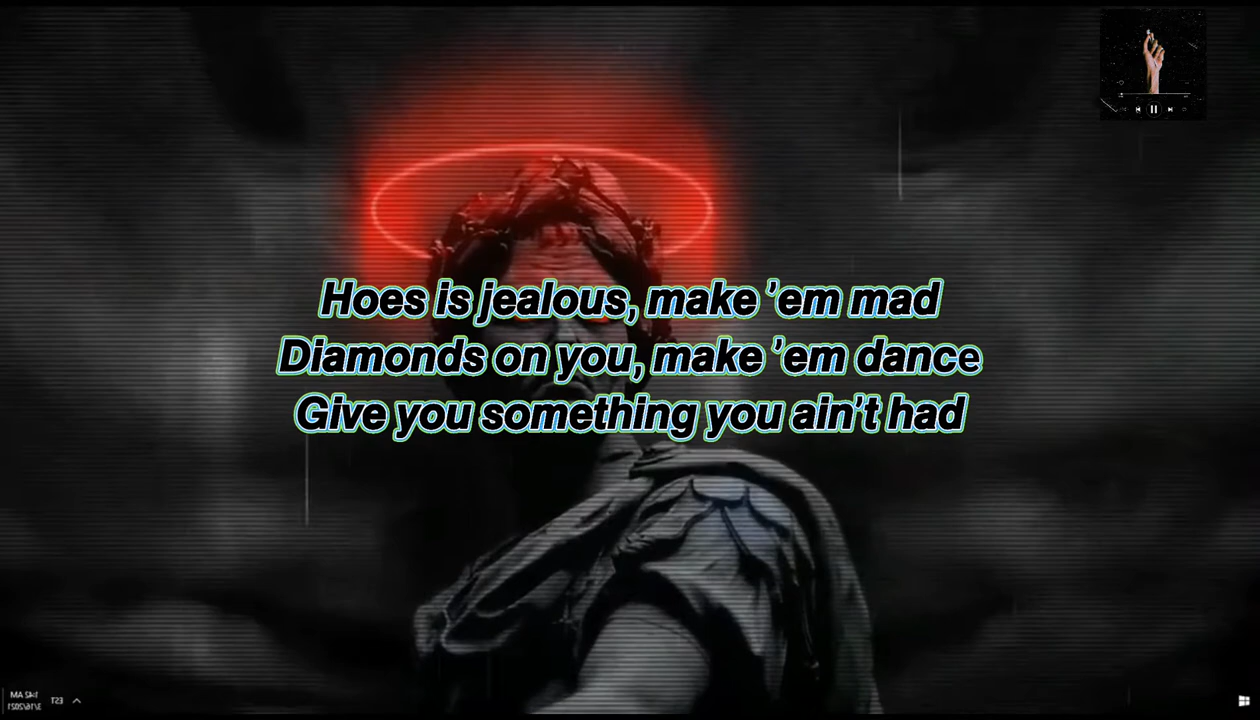 Hoes is jealous, make 'em mad
Diamonds on you, make 'em dance
Give you something you ain't had